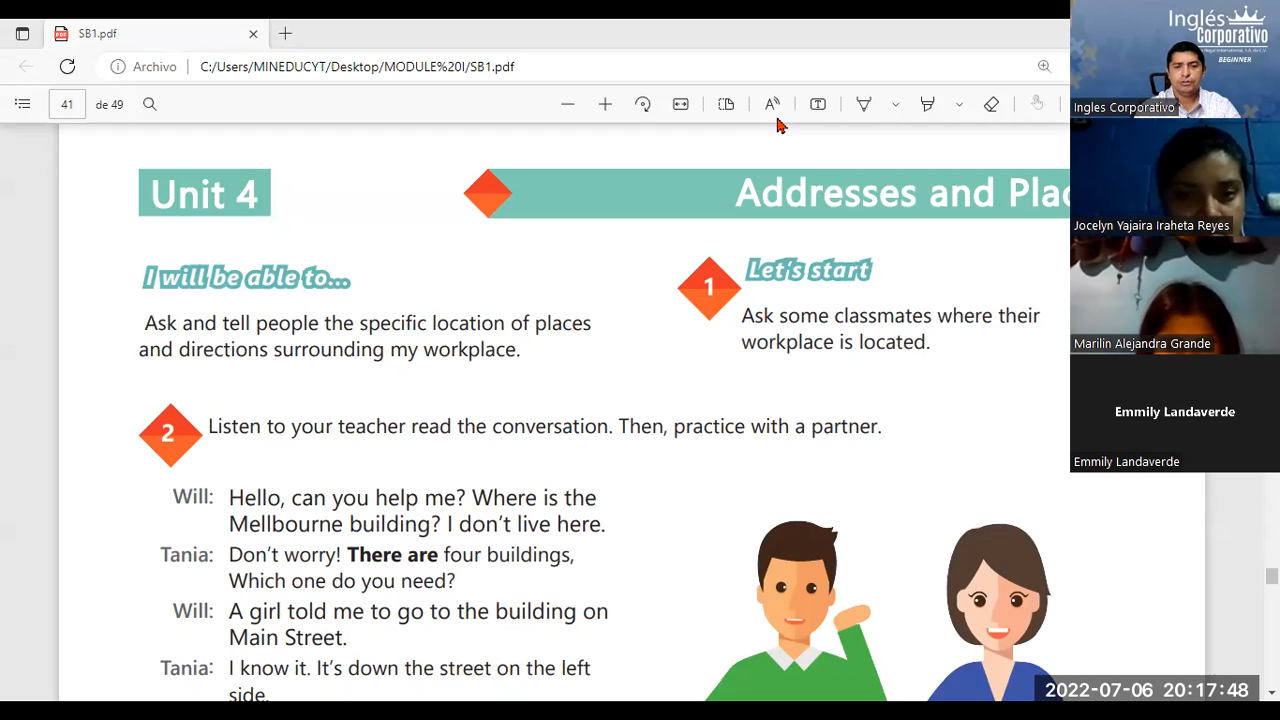 SB1.pdf
Archivo
C:/Users/MINEDUCYT/Desktop/MODULE%20I/SB1.pdf
41
de 49
Unit 4
Addresses and Plac
I will be able to...
Ask and tell people the specific location of places
and directions surrounding my workplace.
1
Let's start
Ask some classmates where their
workplace is located.
2
Listen to your teacher read the conversation. Then, practice with a partner.
Will: Hello, can you help me? Where is the
Mellbourne building? I don't live here.
Tania: Don't worry! There are four buildings,
Which one do you need?
Will: A girl told me to go to the building on
Main Street.
Tania: I know it. It's down the street on the left
side.
Inglés
Corporativo
BEGINNER
Ingles Corporativo
Jocelyn Yajaira Iraheta Reyes
Marilin Alejandra Grande
Emmily Landaverde
Emmily Landaverde
2022-07-06 20:17:48